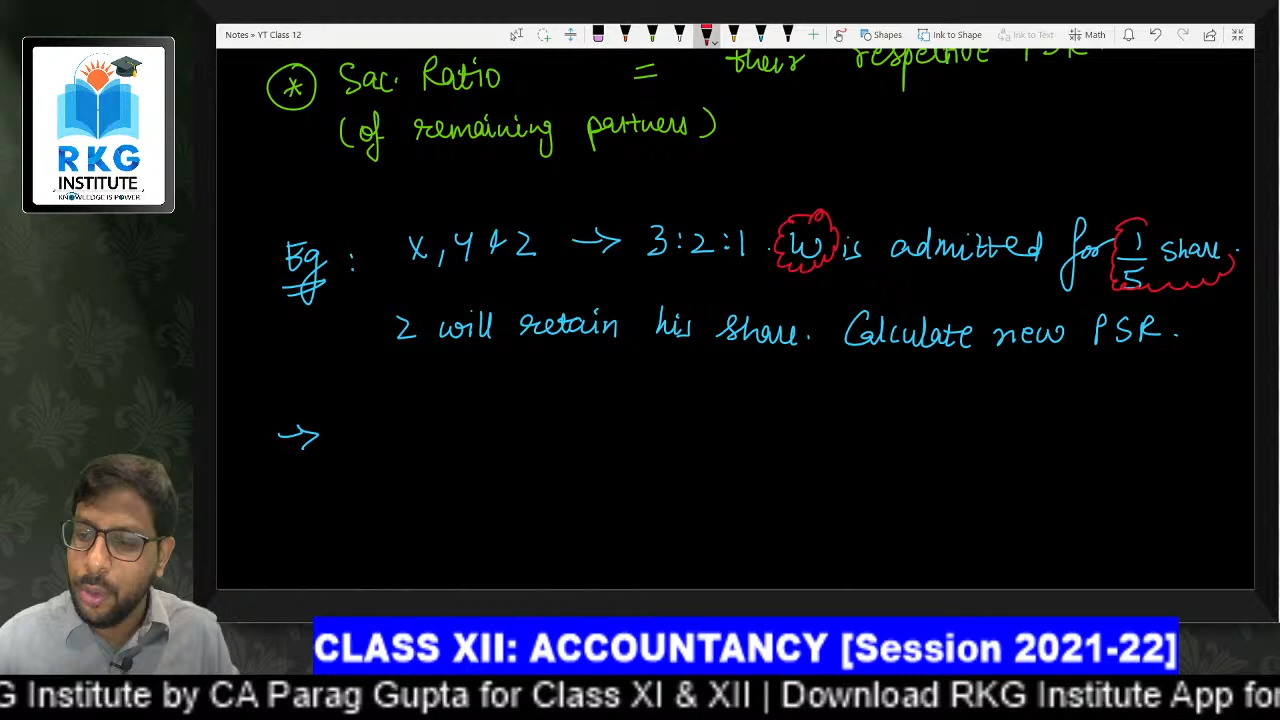 Notes » YT Class 12
Shapes
Ink to Shape
Ink to Text
Math
* Sac. Ratio = their respective PSR
(of remaining partners)
RKG
INSTITUTE
KNOWLEDGE IS POWER
Eg : X, Y & Z → 3:2:1 . W is admitted for 1/5 share.
Z will retain his share. Calculate new PSR.
→
CLASS XII: ACCOUNTANCY [Session 2021-22]
G Institute by CA Parag Gupta for Class XI & XII | Download RKG Institute App for